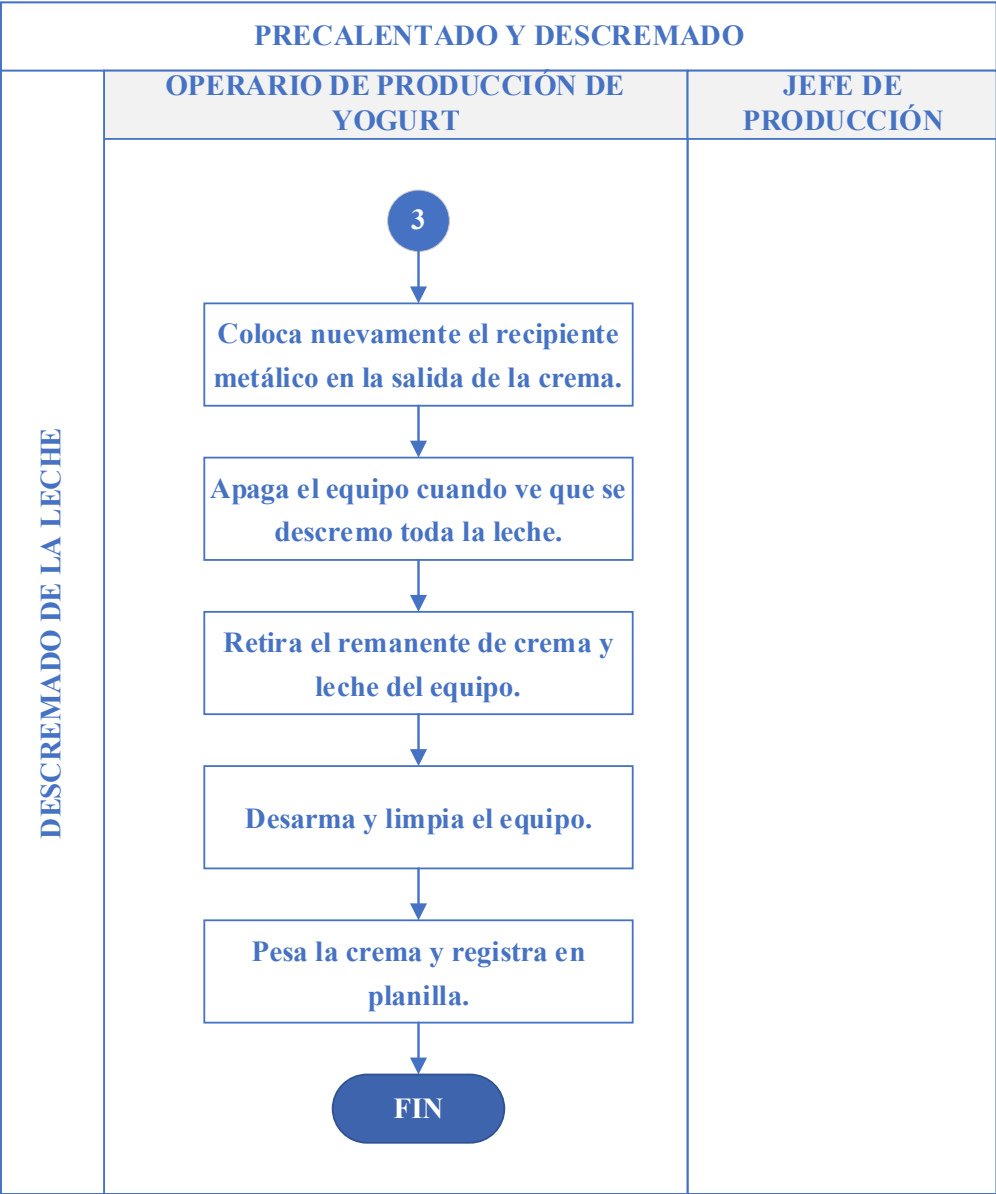 PRECALENTADO Y DESCREMADO
OPERARIO DE PRODUCCIÓN DE
YOGURT
JEFE DE
PRODUCCIÓN
DESCREMADO DE LA LECHE
3
Coloca nuevamente el recipiente
metálico en la salida de la crema.
Apaga el equipo cuando ve que se
descremo toda la leche.
Retira el remanente de crema y
leche del equipo.
Desarma y limpia el equipo.
Pesa la crema y registra en
planilla.
FIN